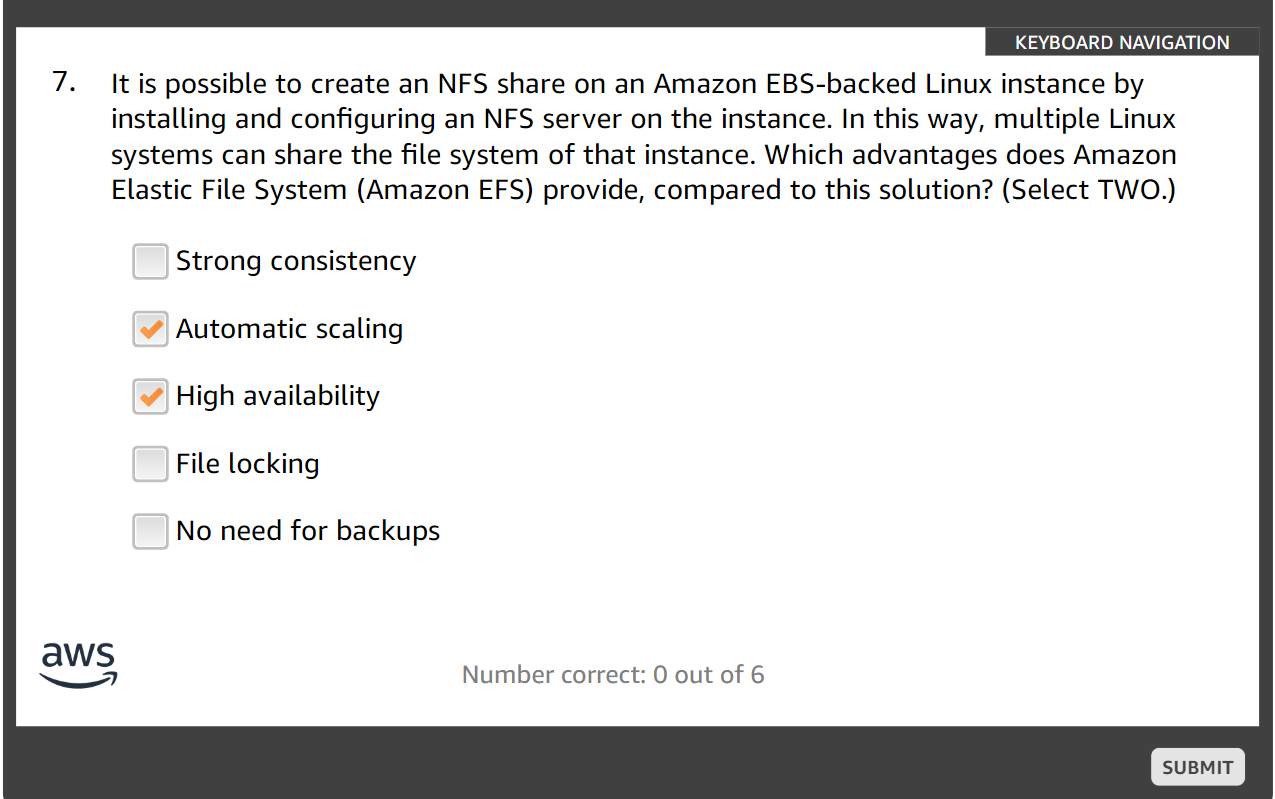 KEYBOARD NAVIGATION
7. It is possible to create an NFS share on an Amazon EBS-backed Linux instance by
installing and configuring an NFS server on the instance. In this way, multiple Linux
systems can share the file system of that instance. Which advantages does Amazon
Elastic File System (Amazon EFS) provide, compared to this solution? (Select TWO.)
Strong consistency
Automatic scaling
High availability
File locking
No need for backups
aws
Number correct: 0 out of 6
SUBMIT